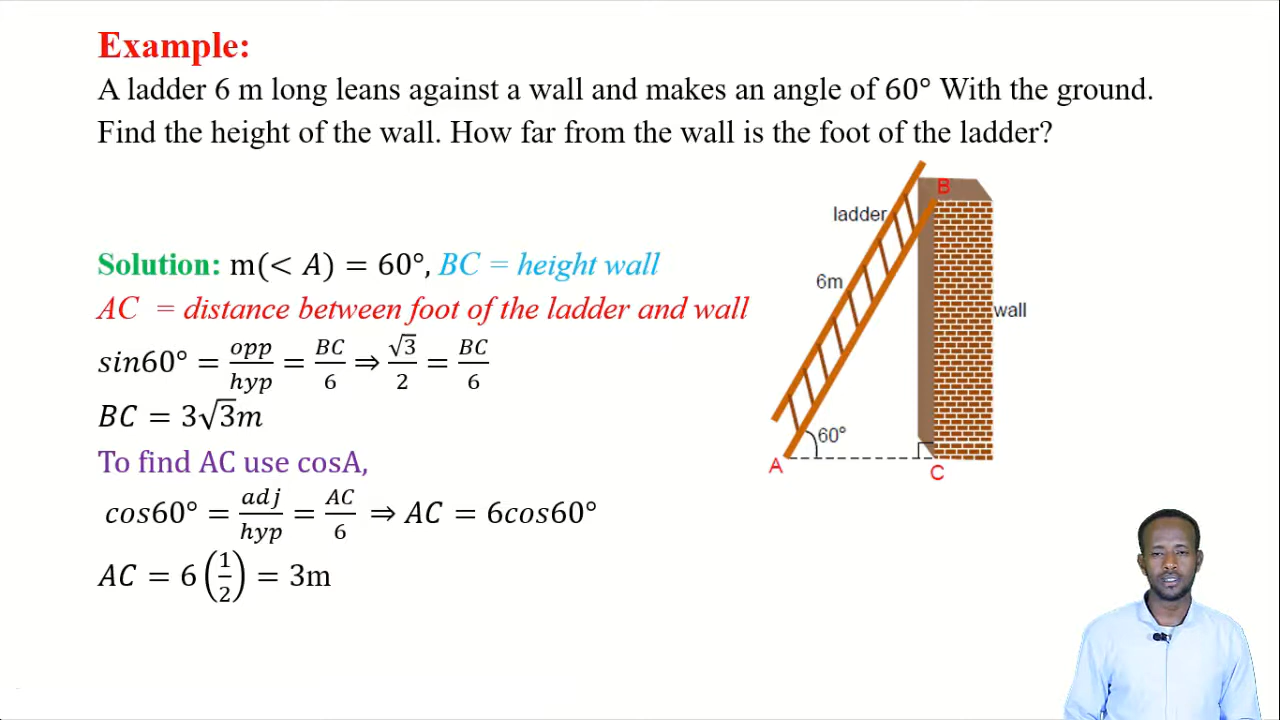 Example:
A ladder 6 m long leans against a wall and makes an angle of 60° With the ground.
Find the height of the wall. How far from the wall is the foot of the ladder?
Solution: m(< A) = 60°, BC = height wall
AC = distance between foot of the ladder and wall
sin60° = opp/hyp = BC/6 ⇒ √3/2 = BC/6
BC = 3√3m
To find AC use cosA,
cos60° = adj/hyp = AC/6 ⇒ AC = 6cos60°
AC = 6(1/2) = 3m
B
ladder
6m
wall
60°
A
C